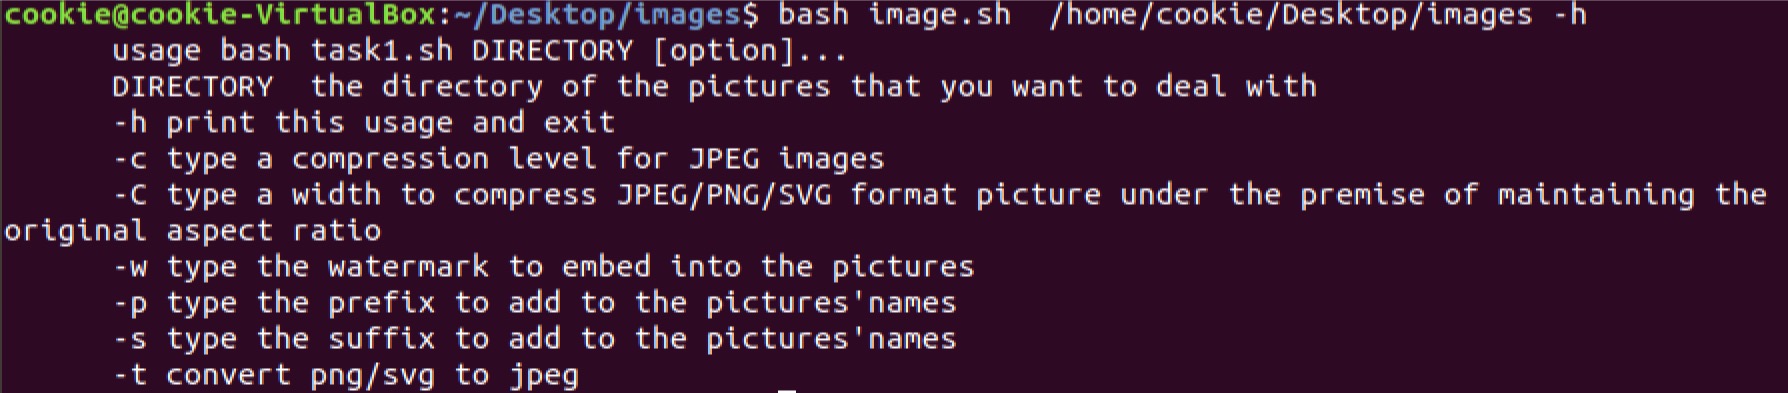 cookie@cookie-VirtualBox:~/Desktop/images$ bash image.sh  /home/cookie/Desktop/images -h
usage bash task1.sh DIRECTORY [option]...
DIRECTORY  the directory of the pictures that you want to deal with
-h print this usage and exit
-c type a compression level for JPEG images
-C type a width to compress JPEG/PNG/SVG format picture under the premise of maintaining the
original aspect ratio
-w type the watermark to embed into the pictures
-p type the prefix to add to the pictures'names
-s type the suffix to add to the pictures'names
-t convert png/svg to jpeg